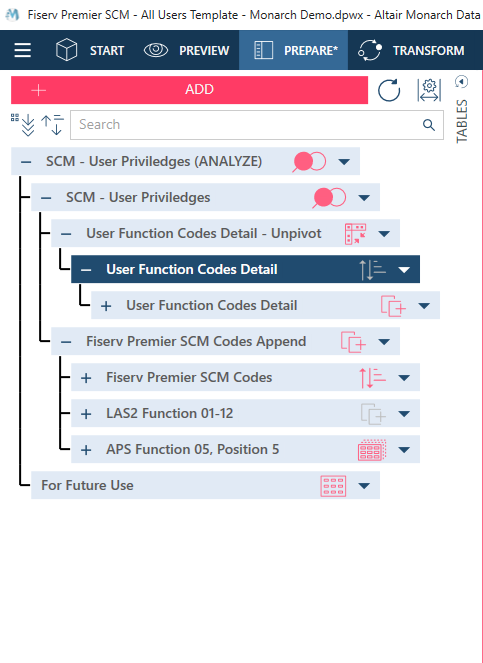 Fiserv Premier SCM - All Users Template - Monarch Demo.dpwx - Altair Monarch Data
START
PREVIEW
PREPARE*
TRANSFORM
ADD
TABLES
Search
SCM - User Priviledges (ANALYZE)
SCM - User Priviledges
User Function Codes Detail - Unpivot
User Function Codes Detail
User Function Codes Detail
Fiserv Premier SCM Codes Append
Fiserv Premier SCM Codes
LAS2 Function 01-12
APS Function 05, Position 5
For Future Use